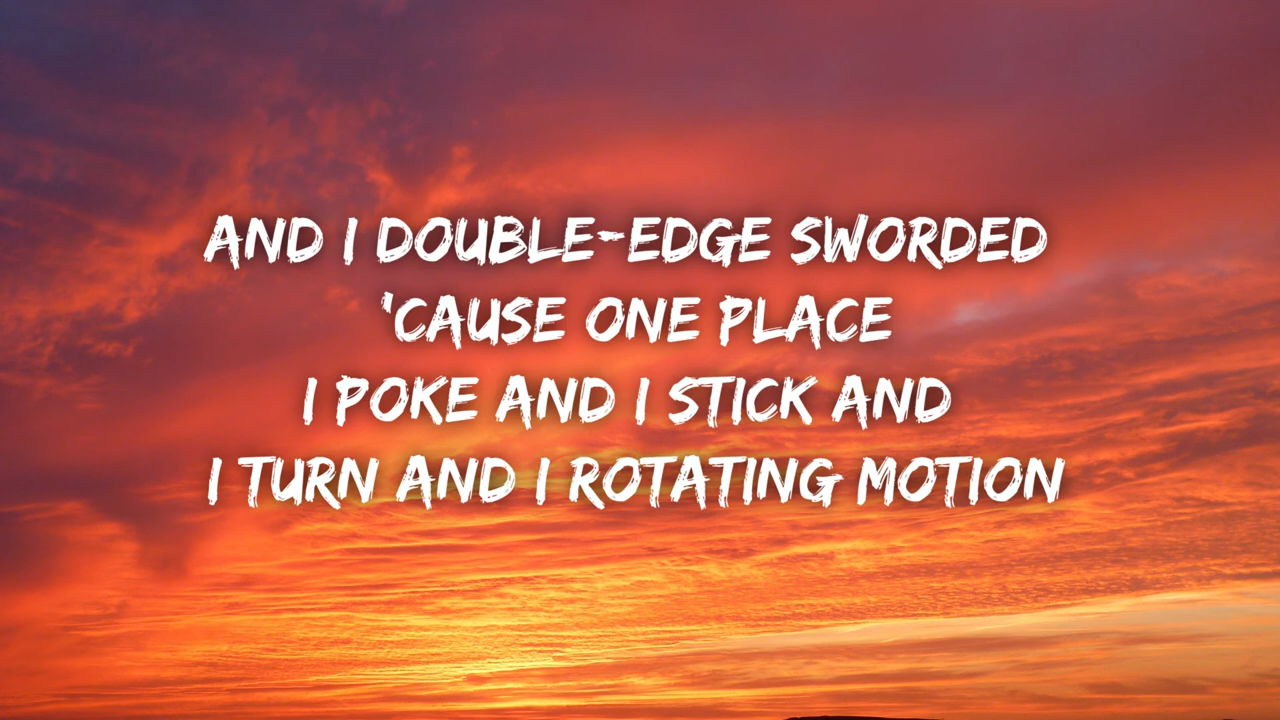 AND I DOUBLE-EDGE SWORDED
'CAUSE ONE PLACE
I POKE AND I STICK AND
I TURN AND I ROTATING MOTION